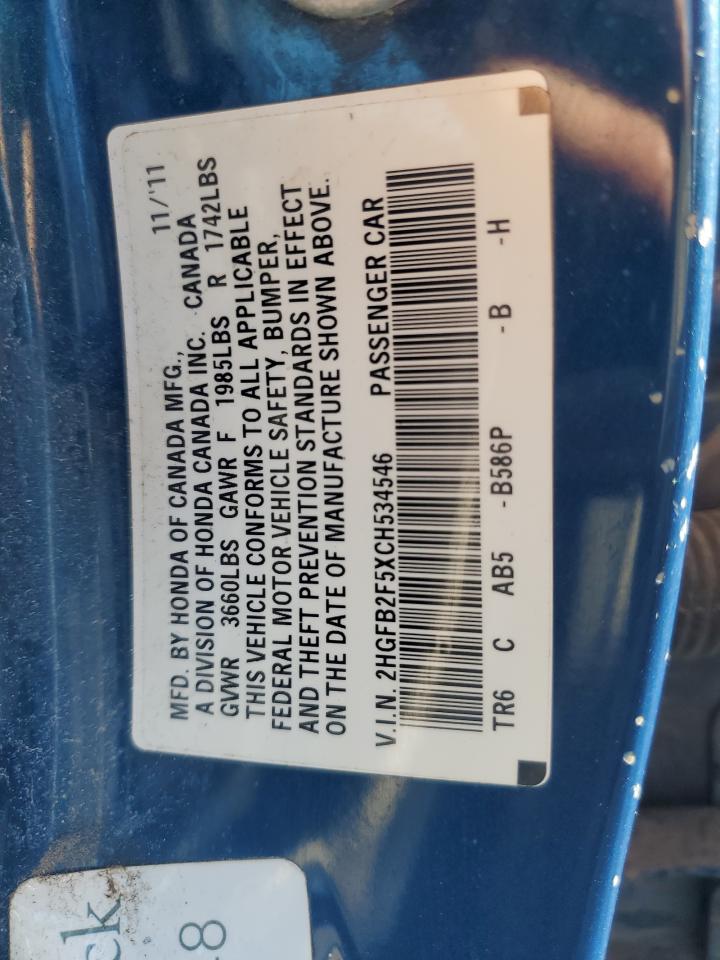 MFD. BY HONDA OF CANADA MFG., 11/'11
A DIVISION OF HONDA CANADA INC. CANADA
GVWR 3660LBS GAWR F 1985LBS R 1742LBS
THIS VEHICLE CONFORMS TO ALL APPLICABLE
FEDERAL MOTOR VEHICLE SAFETY, BUMPER,
AND THEFT PREVENTION STANDARDS IN EFFECT
ON THE DATE OF MANUFACTURE SHOWN ABOVE.
V.I.N. 2HGFB2F5XCH534546 PASSENGER CAR
TR6 C AB5 -B586P -B -H
ck
8